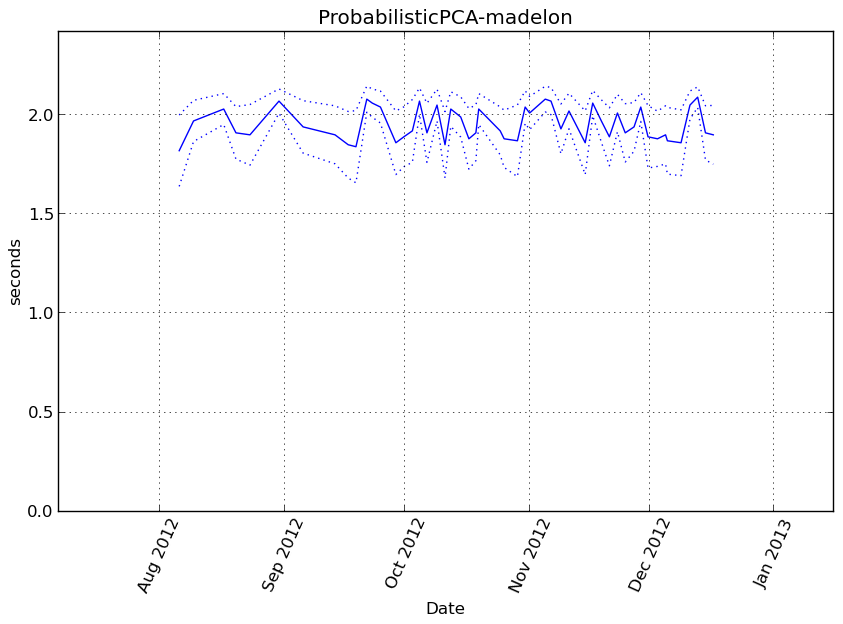 ProbabilisticPCA-madelon
2.0
1.5
1.0
0.5
0.0
seconds
Aug 2012
Sep 2012
Oct 2012
Nov 2012
Dec 2012
Jan 2013
Date